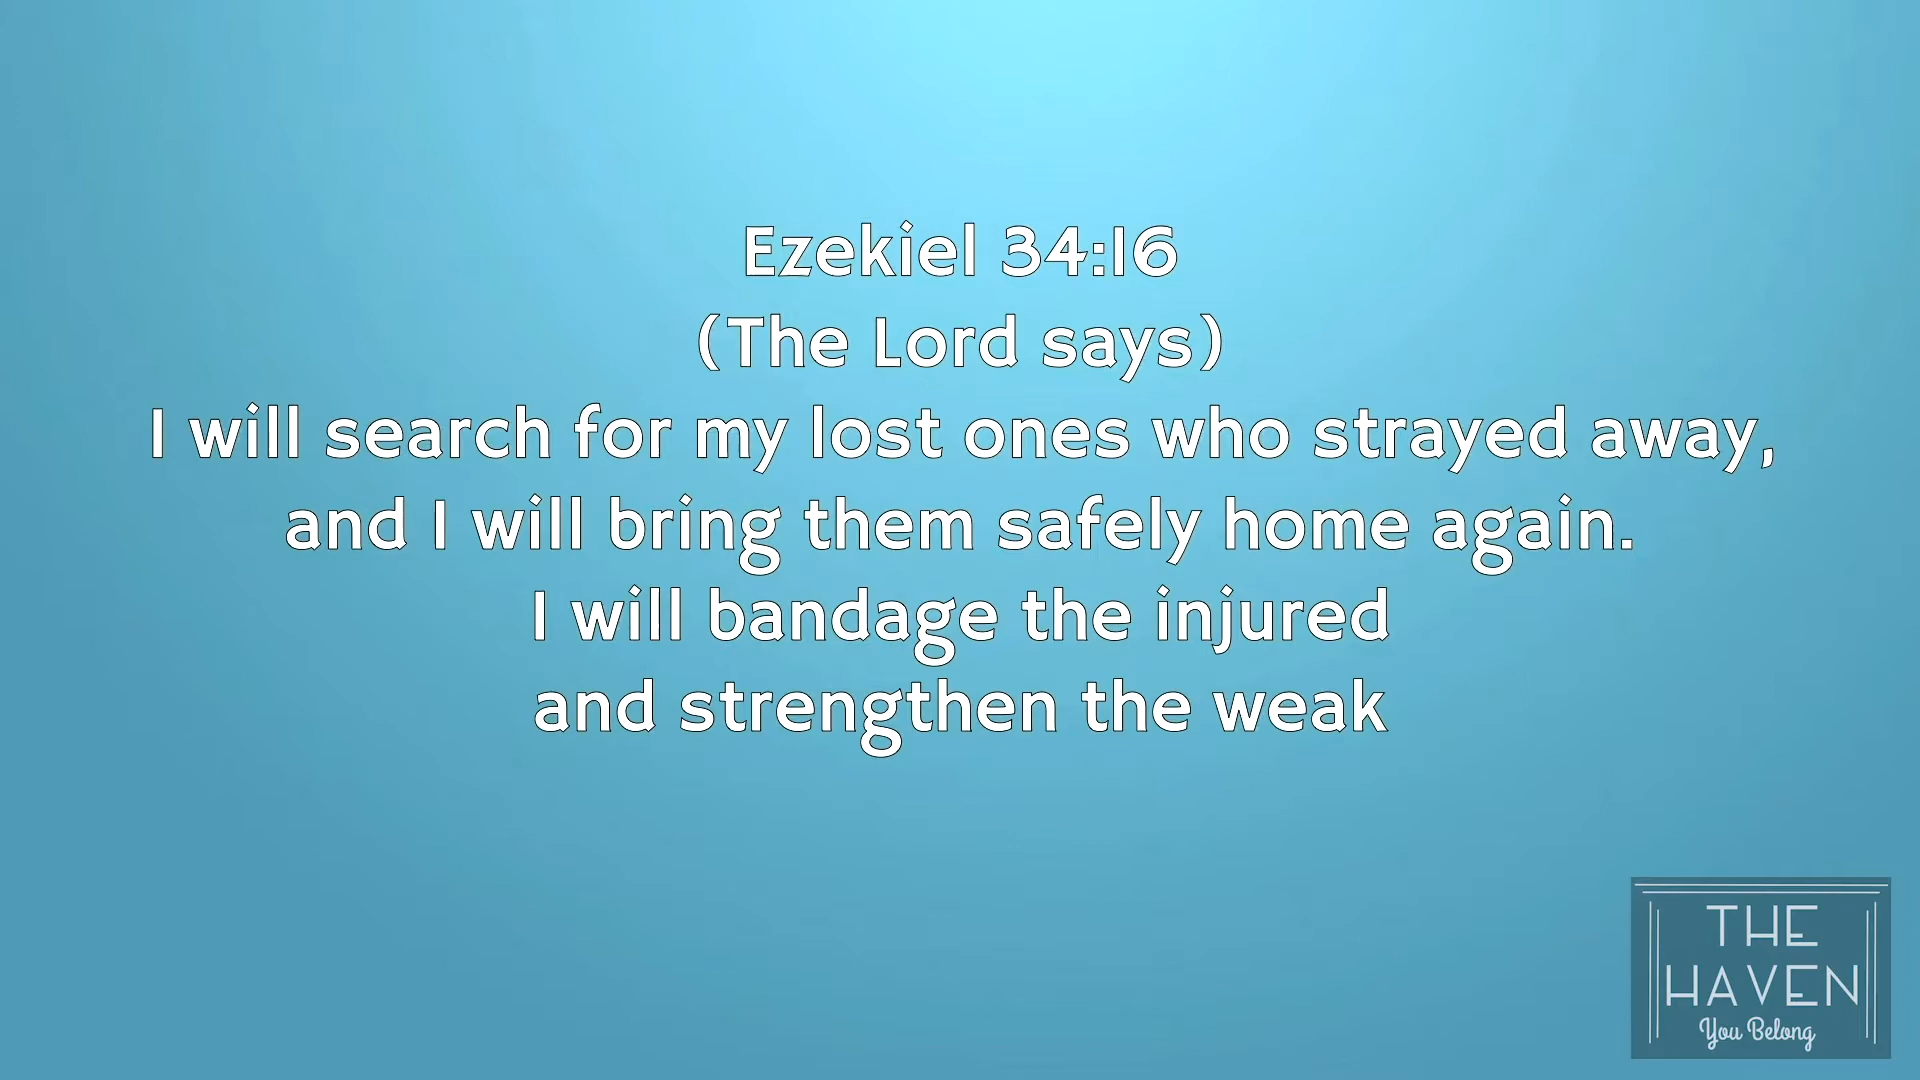 Ezekiel 34:16
(The Lord says)
I will search for my lost ones who strayed away,
and I will bring them safely home again.
I will bandage the injured
and strengthen the weak
THE
HAVEN
You Belong